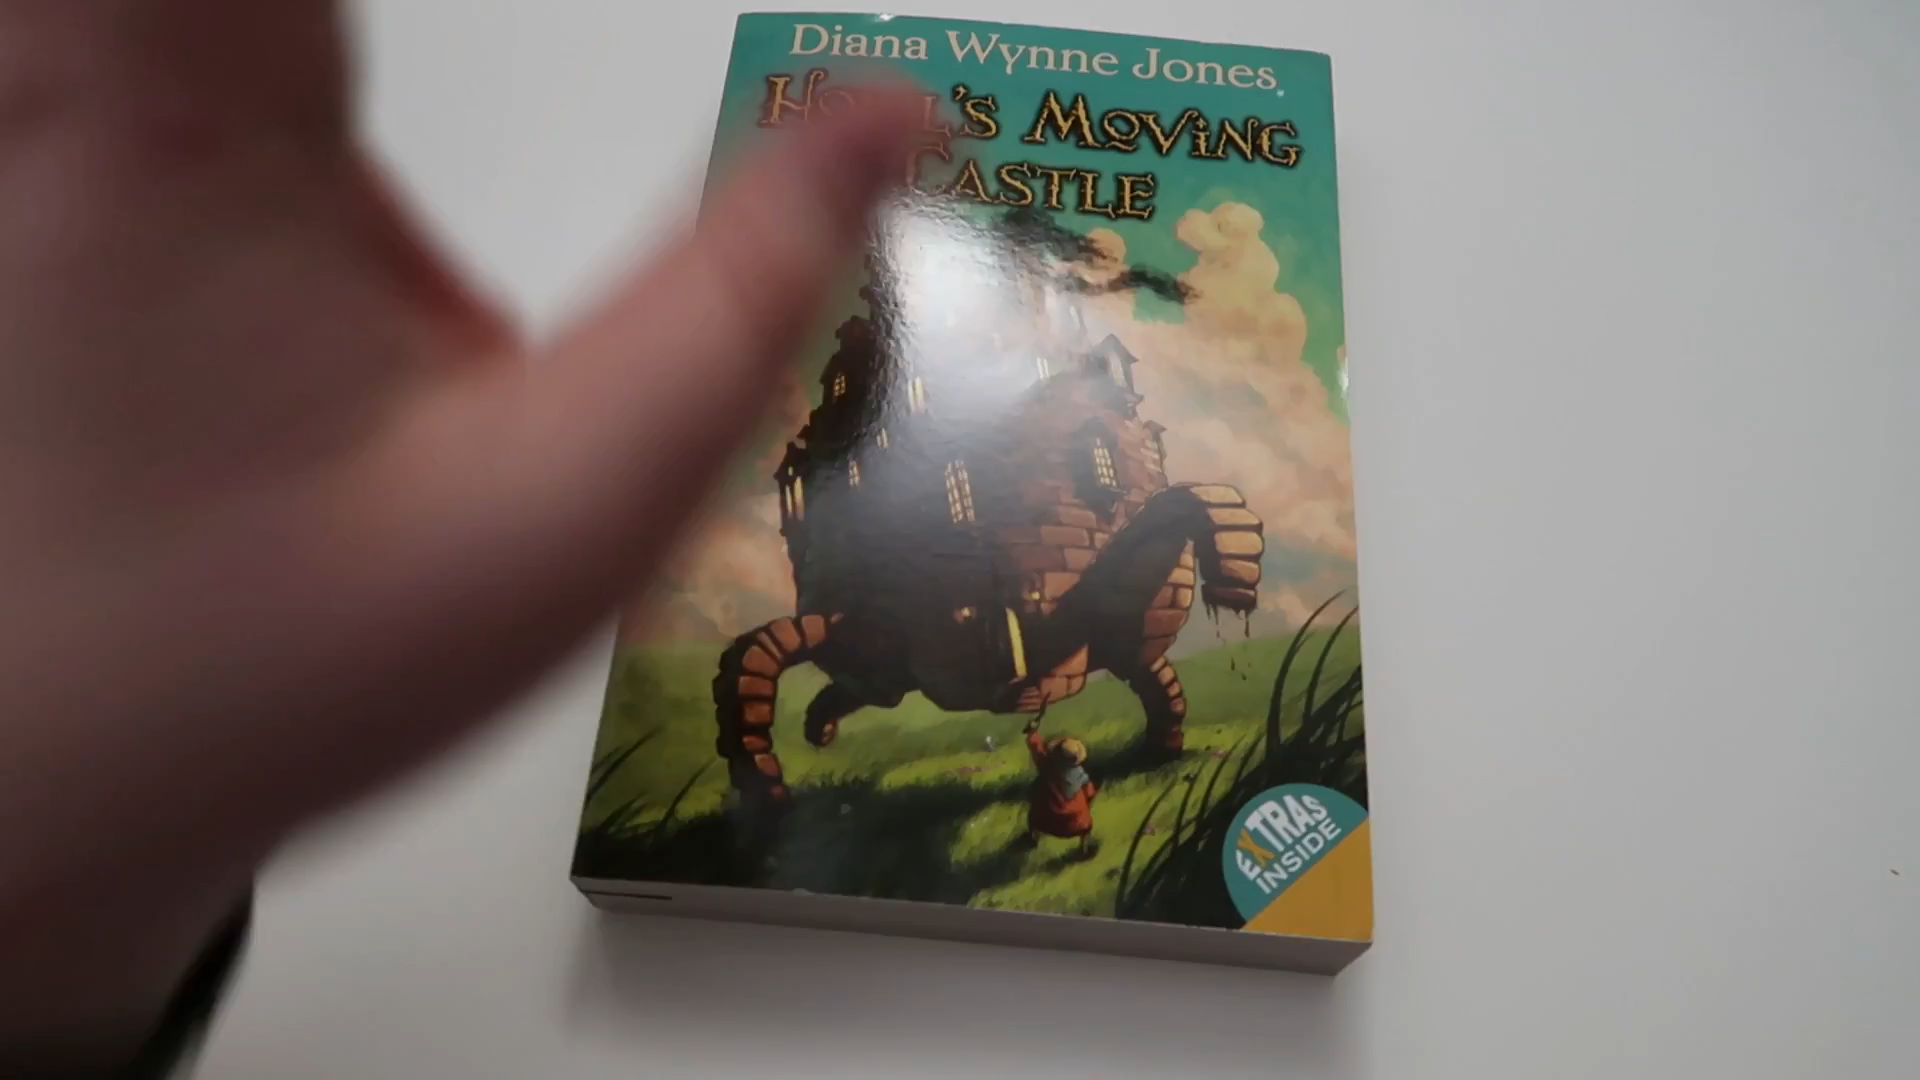 Diana Wynne Jones
Howl's Moving
Castle
EXTRAS
INSIDE